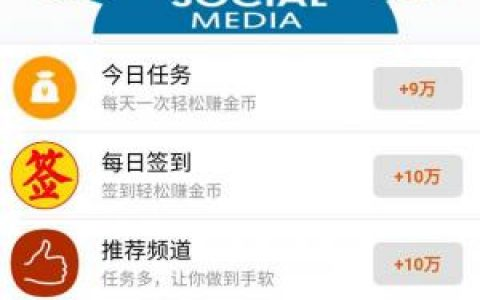 SOCIAL
MEDIA
今日任务
每天一次轻松赚金币
+9万
签
每日签到
签到轻松赚金币
+10万
推荐频道
任务多，让你做到手软
+10万